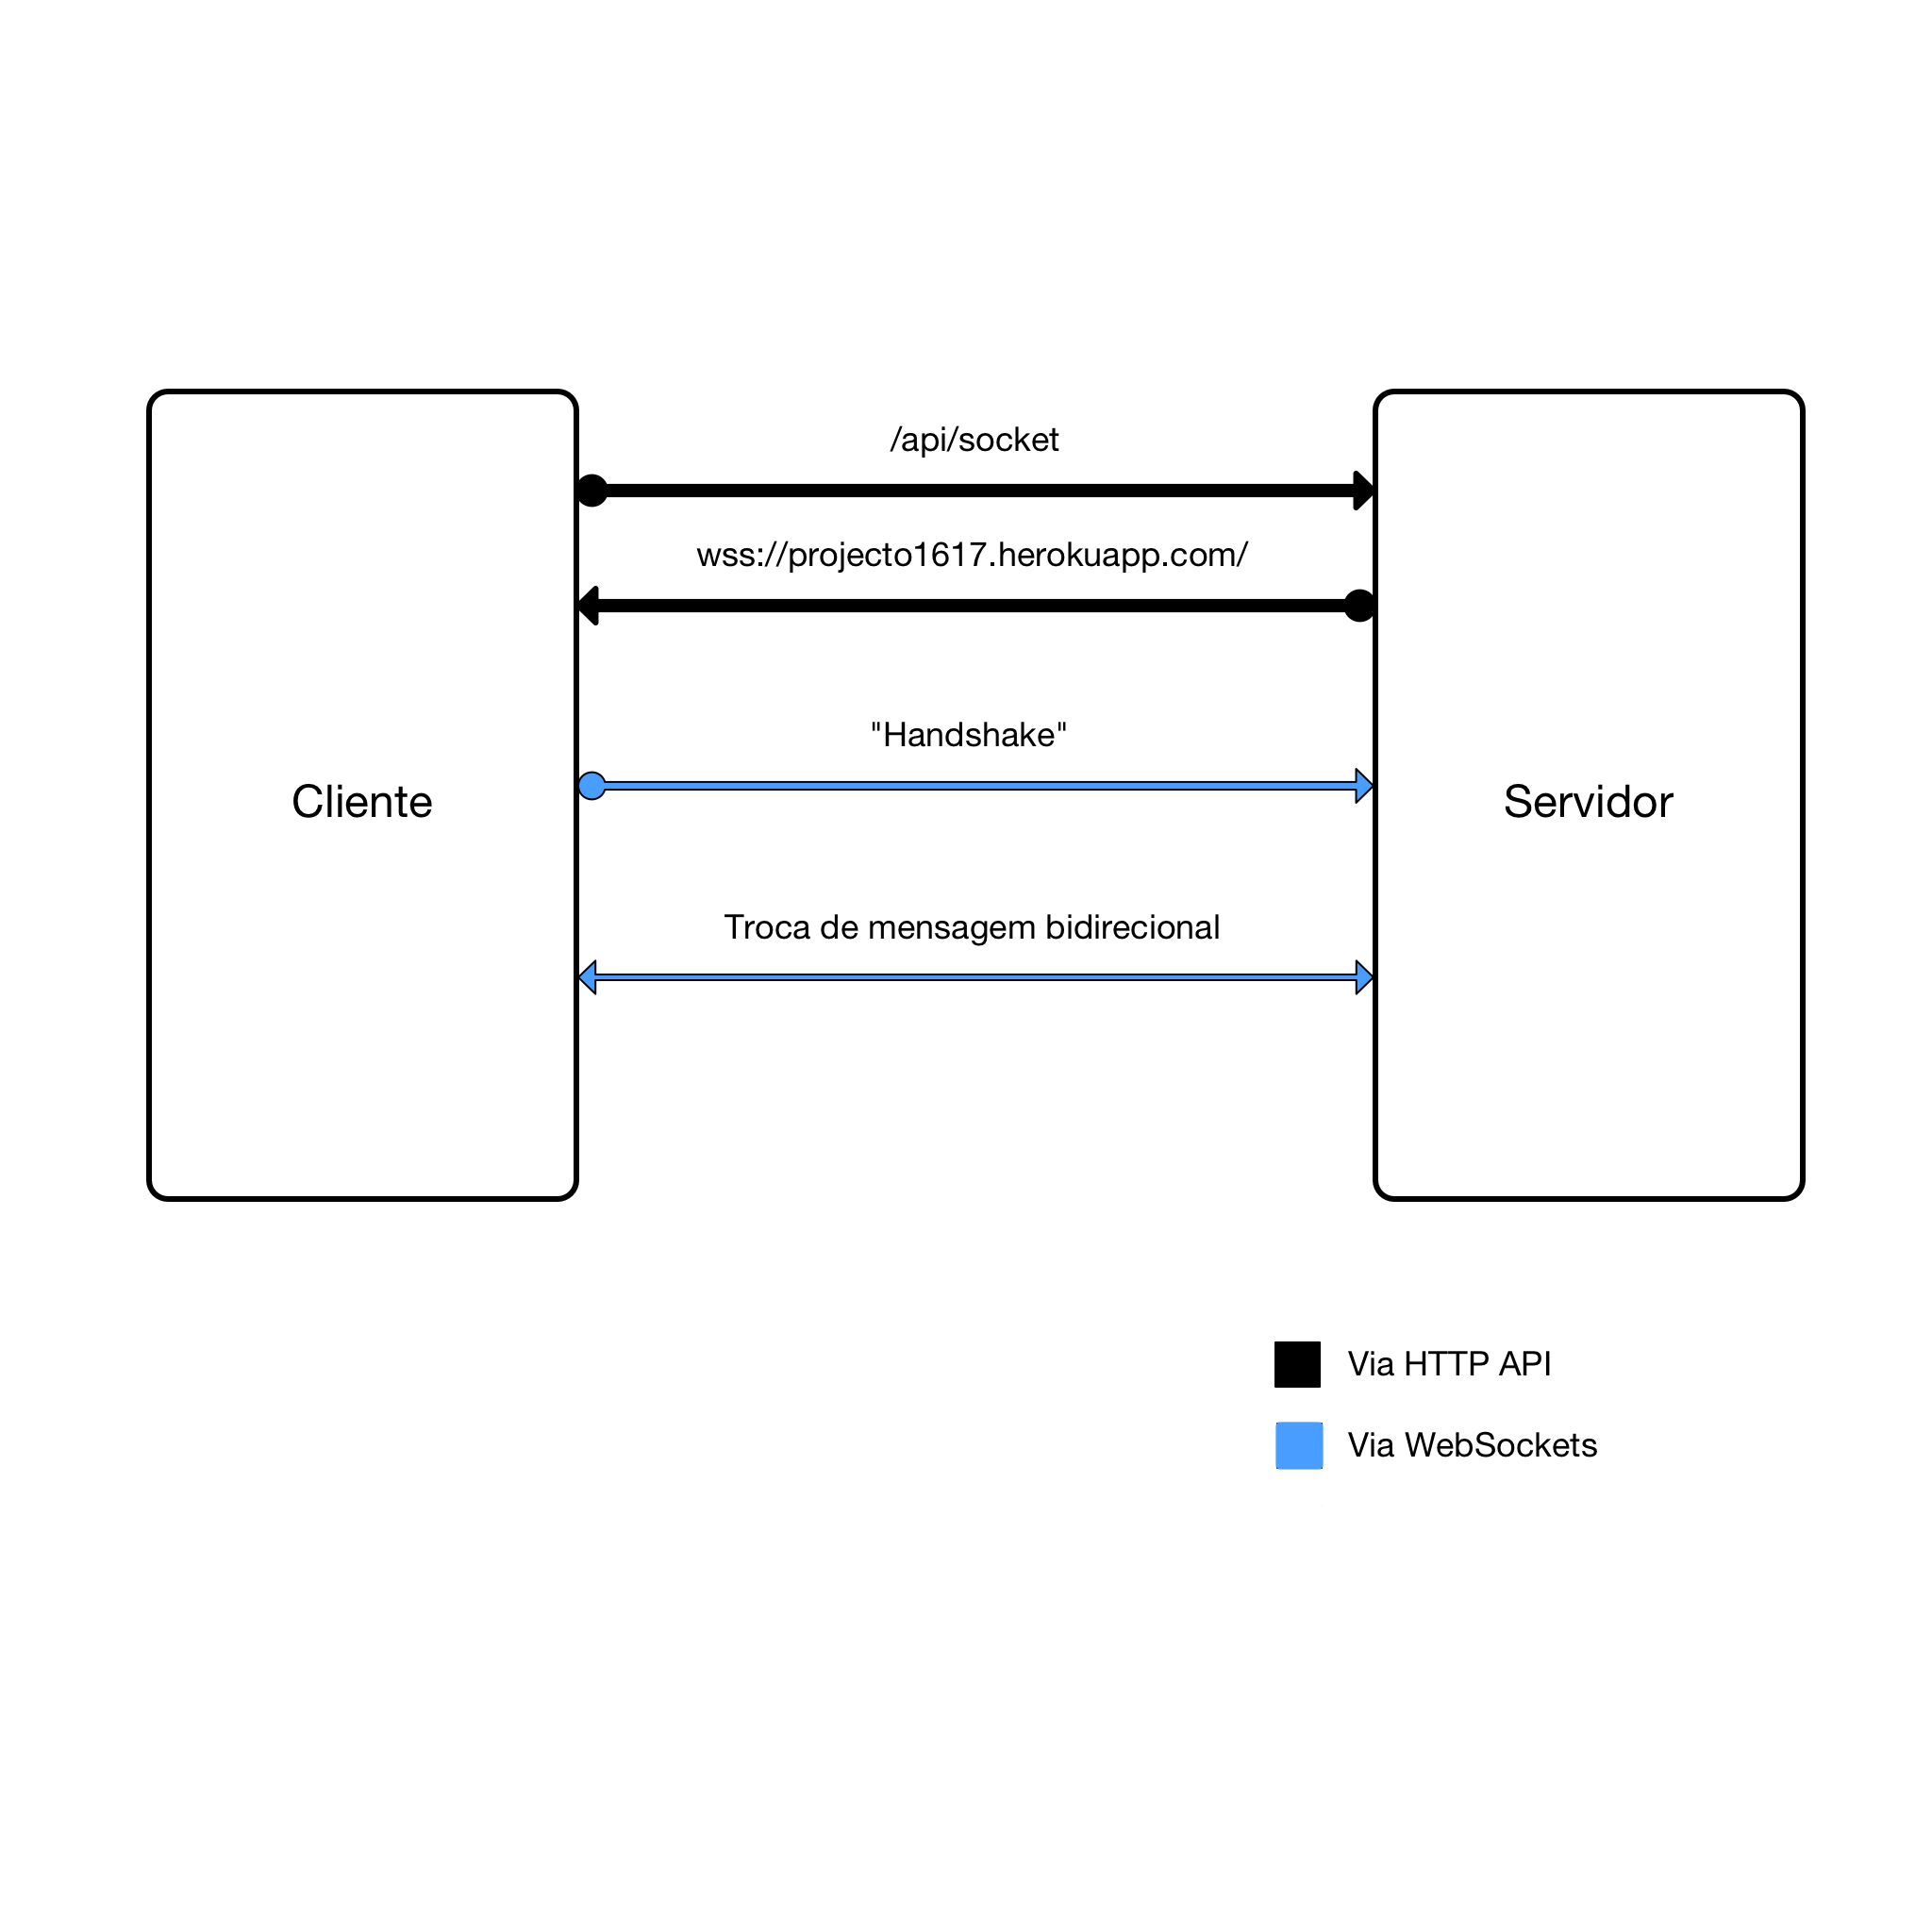 /api/socket
wss://projecto1617.herokuapp.com/
"Handshake"
Cliente
Servidor
Troca de mensagem bidirecional
Via HTTP API
Via WebSockets